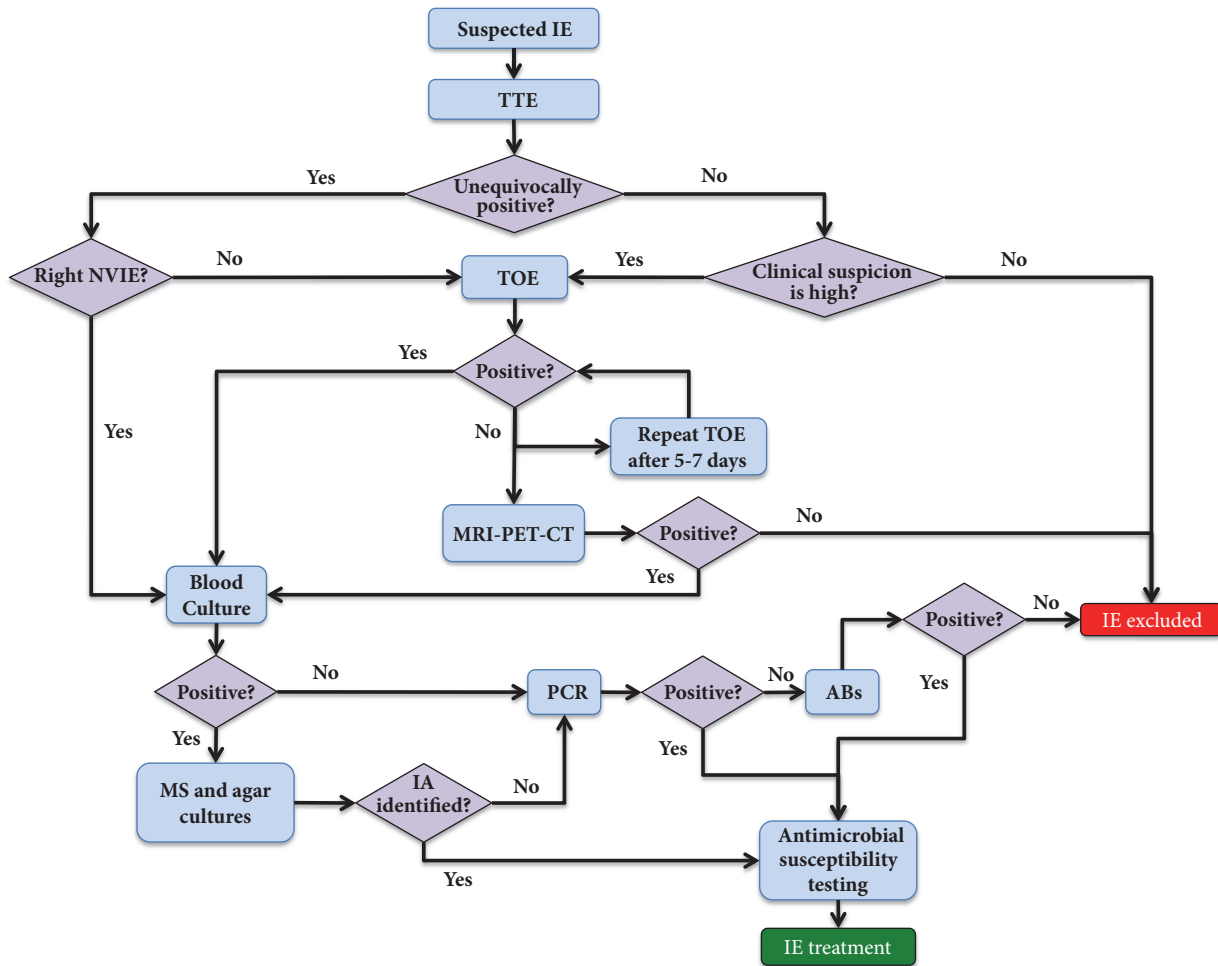 Suspected IE
TTE
Yes
Unequivocally
positive?
No
Right NVIE?
No
TOE
Yes
Clinical suspicion
is high?
No
Yes
Positive?
Yes
No
Repeat TOE
after 5-7 days
MRI-PET-CT
Positive?
No
Yes
Blood
Culture
Positive?
No
IE excluded
Positive?
No
PCR
Positive?
No
ABs
Yes
Yes
Yes
MS and agar
cultures
IA
identified?
No
Yes
Antimicrobial
susceptibility
testing
IE treatment